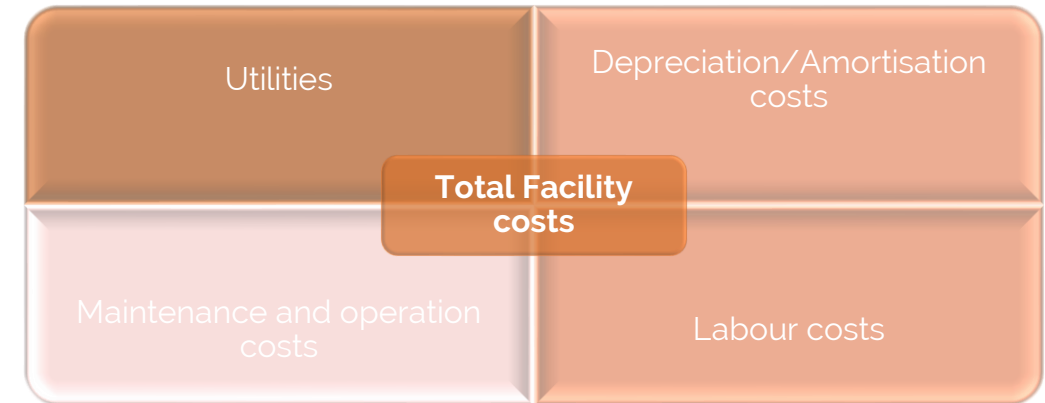 Utilities
Depreciation/Amortisation
costs
Total Facility
costs
Maintenance and operation
costs
Labour costs